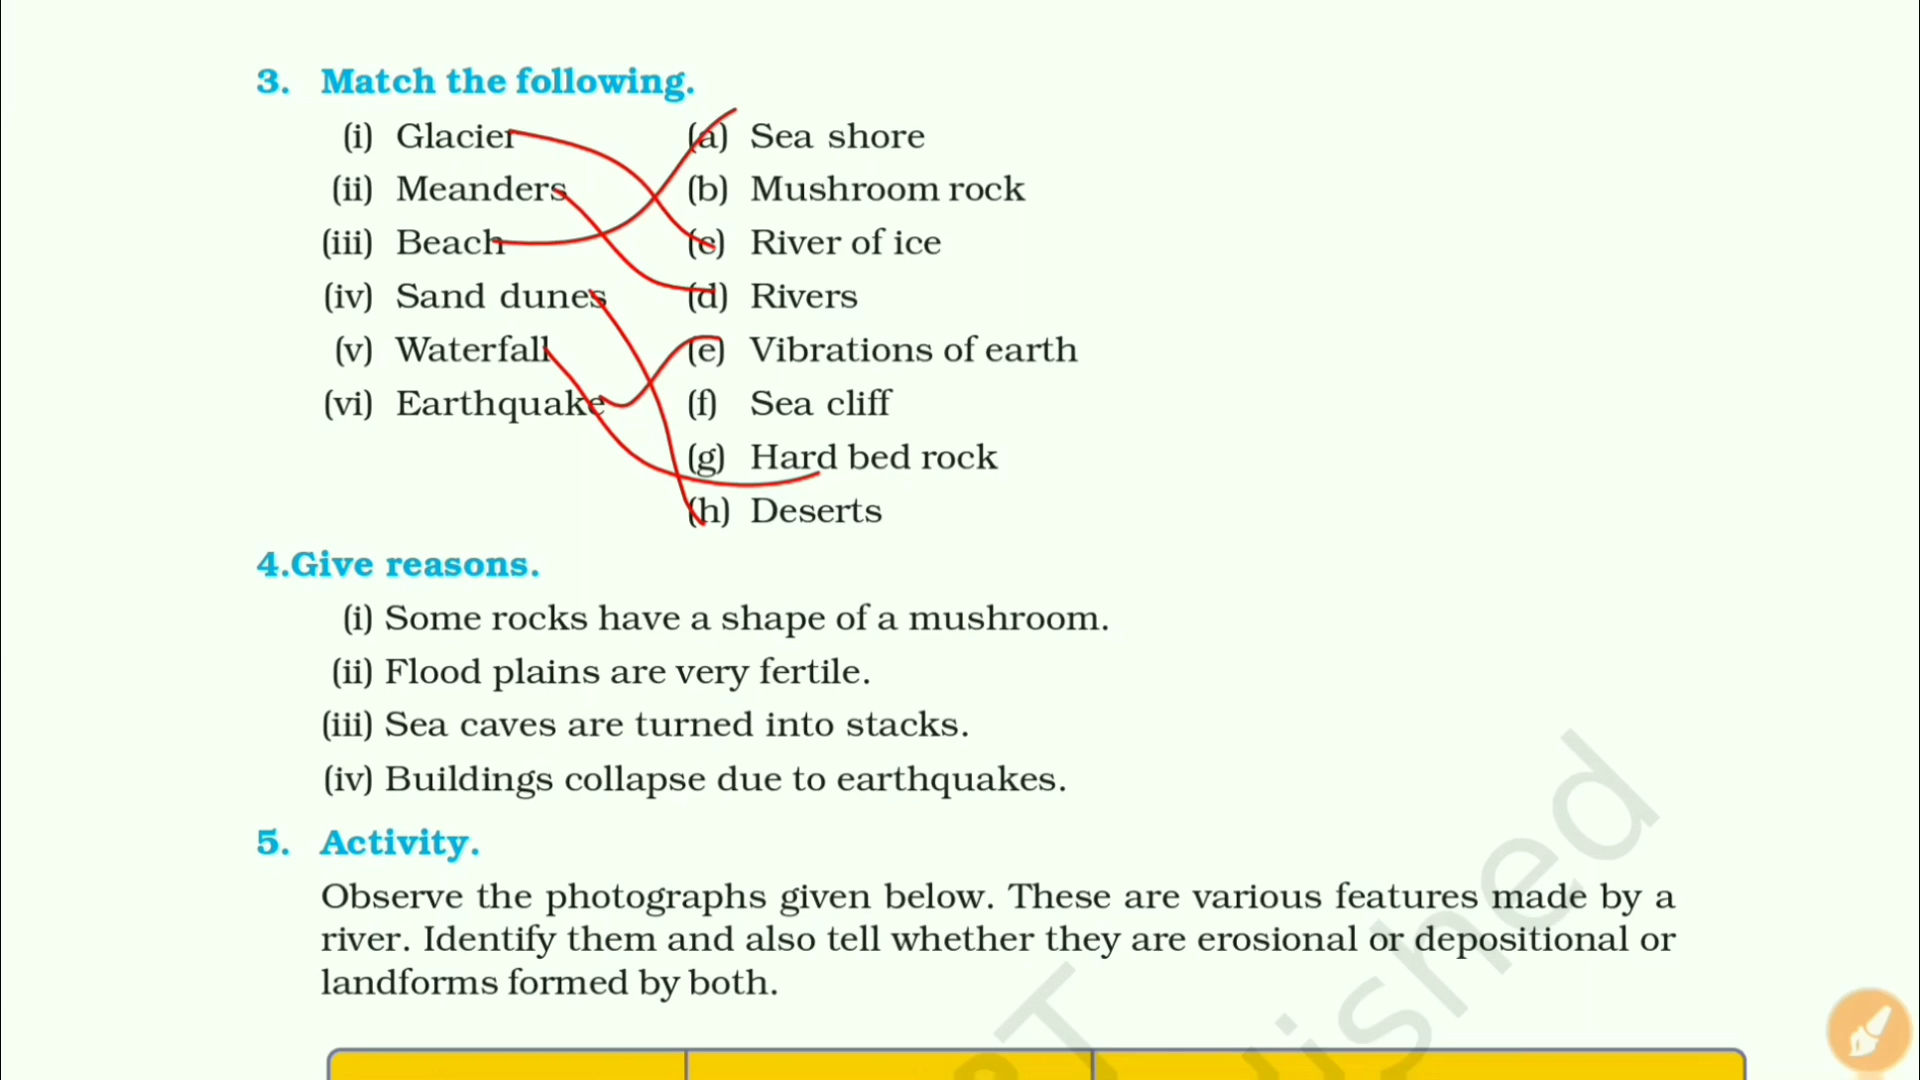 3. Match the following.
(i) Glacier (a) Sea shore
(ii) Meanders (b) Mushroom rock
(iii) Beach (c) River of ice
(iv) Sand dunes (d) Rivers
(v) Waterfall (e) Vibrations of earth
(vi) Earthquake (f) Sea cliff
(g) Hard bed rock
(h) Deserts
4.Give reasons.
(i) Some rocks have a shape of a mushroom.
(ii) Flood plains are very fertile.
(iii) Sea caves are turned into stacks.
(iv) Buildings collapse due to earthquakes.
5. Activity.
Observe the photographs given below. These are various features made by a
river. Identify them and also tell whether they are erosional or depositional or
landforms formed by both.